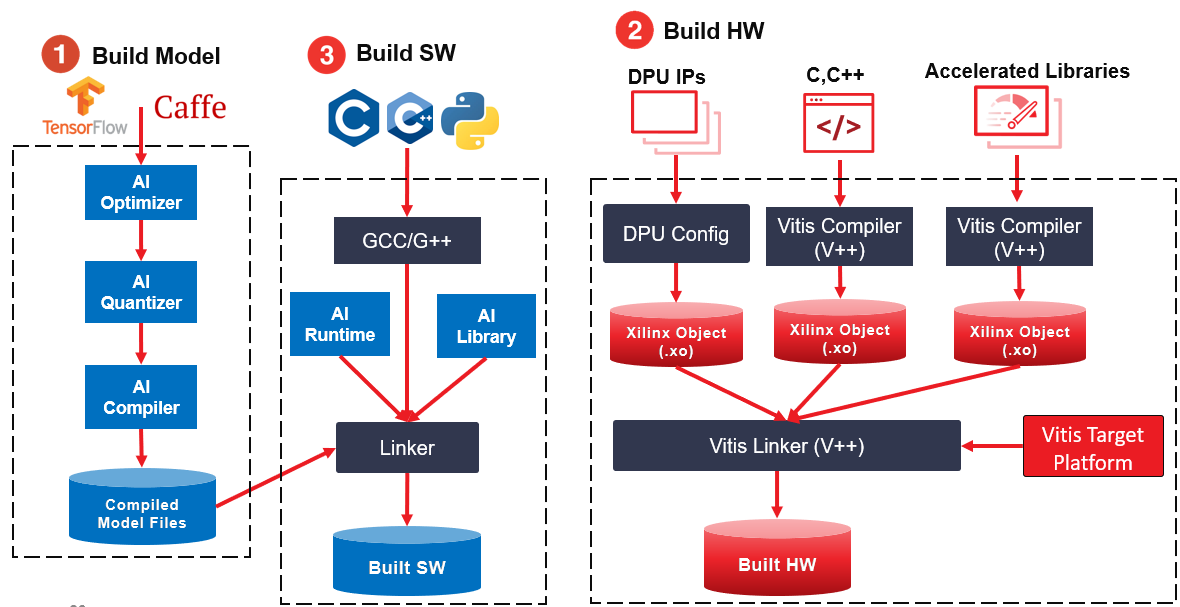 1 Build Model
TensorFlow
Caffe
AI
Optimizer
AI
Quantizer
AI
Compiler
Compiled
Model Files
3 Build SW
C
C++
GCC/G++
AI
Runtime
AI
Library
Linker
Built SW
2 Build HW
DPU IPs
C,C++
Accelerated Libraries
</>
DPU Config
Vitis Compiler
(V++)
Vitis Compiler
(V++)
Xilinx Object
(.xo)
Xilinx Object
(.xo)
Xilinx Object
(.xo)
Vitis Linker (V++)
Vitis Target
Platform
Built HW